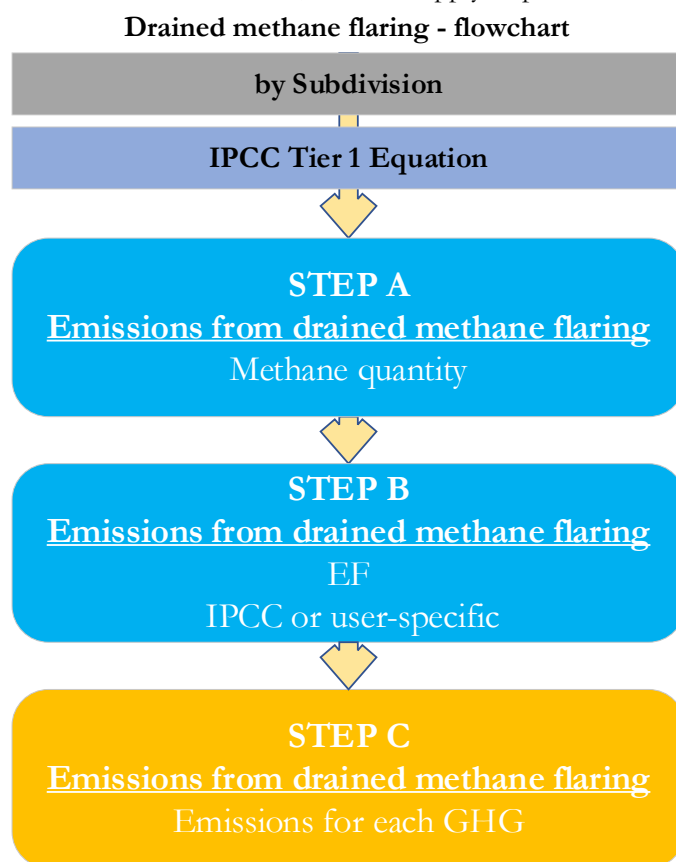 Drained methane flaring - flowchart
by Subdivision
IPCC Tier 1 Equation
STEP A
Emissions from drained methane flaring
Methane quantity
STEP B
Emissions from drained methane flaring
EF
IPCC or user-specific
STEP C
Emissions from drained methane flaring
Emissions for each GHG